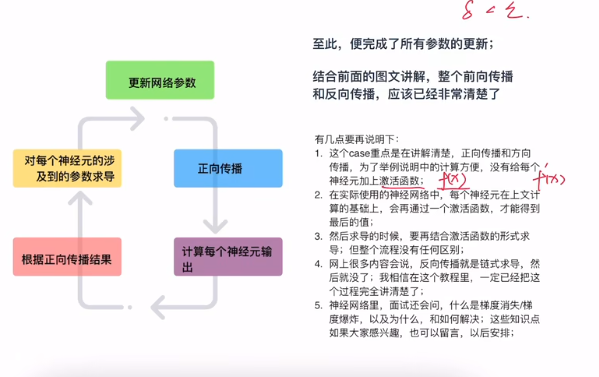 δ < ε.
至此，便完成了所有参数的更新；
结合前面的图文讲解，整个前向传播
和反向传播，应该已经非常清楚了
更新网络参数
对每个神经元的涉
及到的参数求导
正向传播
根据正向传播结果
计算每个神经元输
出
有几点要再说明下：
1. 这个case重点是在讲解清楚，正向传播和方向
传播，为了举例说明中的计算方便，没有给每个
神经元加上激活函数； f(x) f'(x)
2. 在实际使用的神经网络中，每个神经元在上文计
算的基础上，会再通过一个激活函数，才能得到
最后的值；
3. 然后求导的时候，要再结合激活函数的形式求
导；但整个流程没有任何区别；
4. 网上很多内容会说，反向传播就是链式求导，然
后就没了；我相信在这个教程里，一定已经把这
个过程完全讲清楚了；
5. 神经网络里，面试还会问，什么是梯度消失/梯
度爆炸，以及为什么，和如何解决；这些知识点
如果大家感兴趣，也可以留言，以后安排；